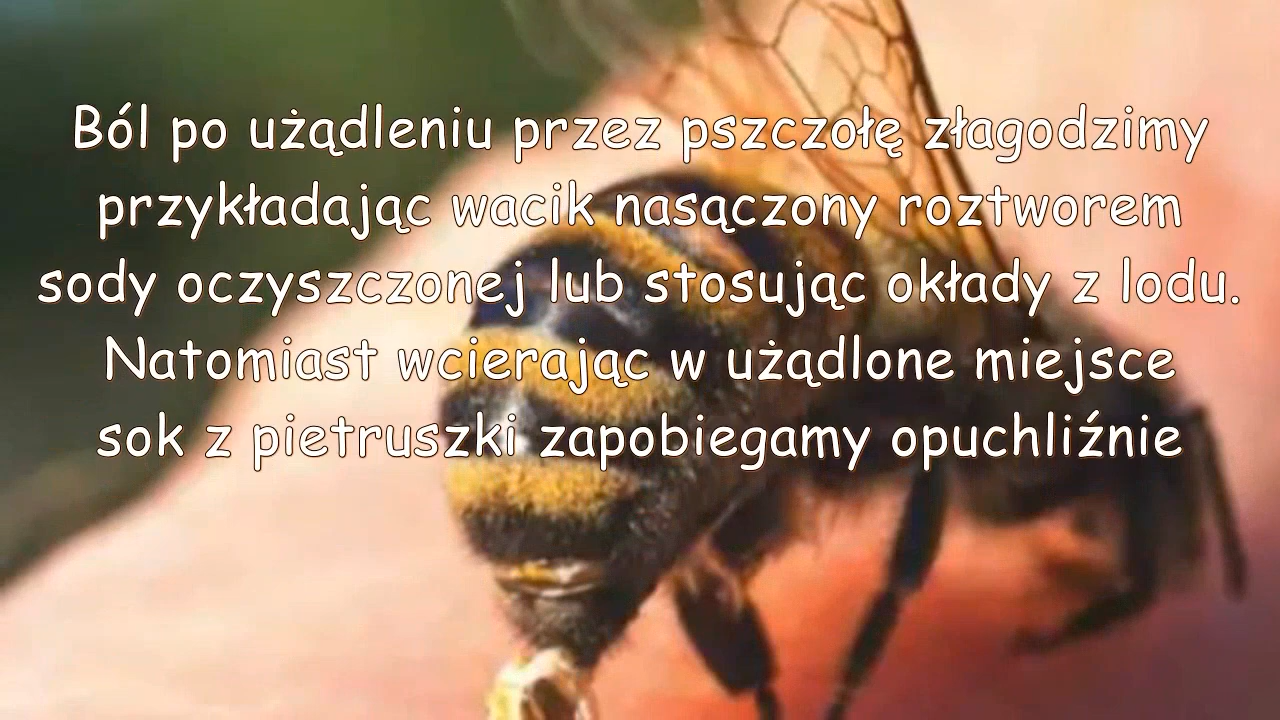 Ból po użądleniu przez pszczołę złagodzimy
przykładając wacik nasączony roztworem
sody oczyszczonej lub stosując okłady z lodu.
Natomiast wcierając w użądlone miejsce
sok z pietruszki zapobiegamy opuchliźnie